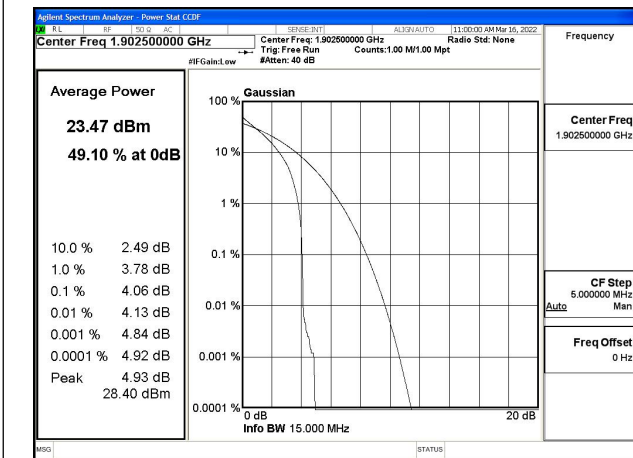 Agilent Spectrum Analyzer - Power Stat CCDF
RL RF 50 Ω AC SENSE:INT ALIGNAUTO 11:00:00 AM Mar 16, 2022
Center Freq 1.902500000 GHz
Center Freq: 1.902500000 GHz Radio Std: None
Trig: Free Run Counts:1.00 M/1.00 Mpt
#IFGain:Low #Atten: 40 dB
Frequency
Average Power
23.47 dBm
49.10 % at 0dB
10.0 % 2.49 dB
1.0 % 3.78 dB
0.1 % 4.06 dB
0.01 % 4.13 dB
0.001 % 4.84 dB
0.0001 % 4.92 dB
Peak 4.93 dB
28.40 dBm
Gaussian
100 %
10 %
1 %
0.1 %
0.01 %
0.001 %
0.0001 %
0 dB 20 dB
Info BW 15.000 MHz
Center Freq
1.902500000 GHz
CF Step
5.000000 MHz
Auto Man
Freq Offset
0 Hz
MSG STATUS